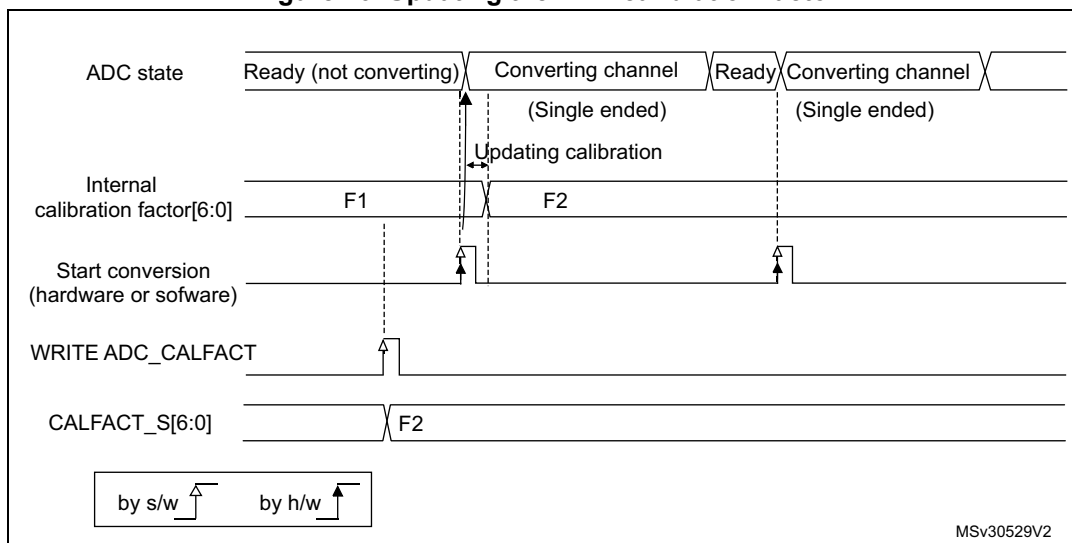 ADC state
Ready (not converting)
Converting channel
Ready
Converting channel
(Single ended)
(Single ended)
Updating calibration
Internal
calibration factor[6:0]
F1
F2
Start conversion
(hardware or sofware)
WRITE ADC_CALFACT
CALFACT_S[6:0]
F2
by s/w
by h/w
MSv30529V2